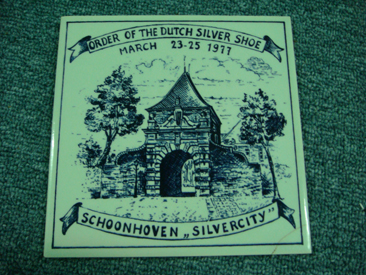 ORDER OF THE DUTCH SILVER SHOE
MARCH 23-25 1977
SCHOONHOVEN „SILVERCITY"